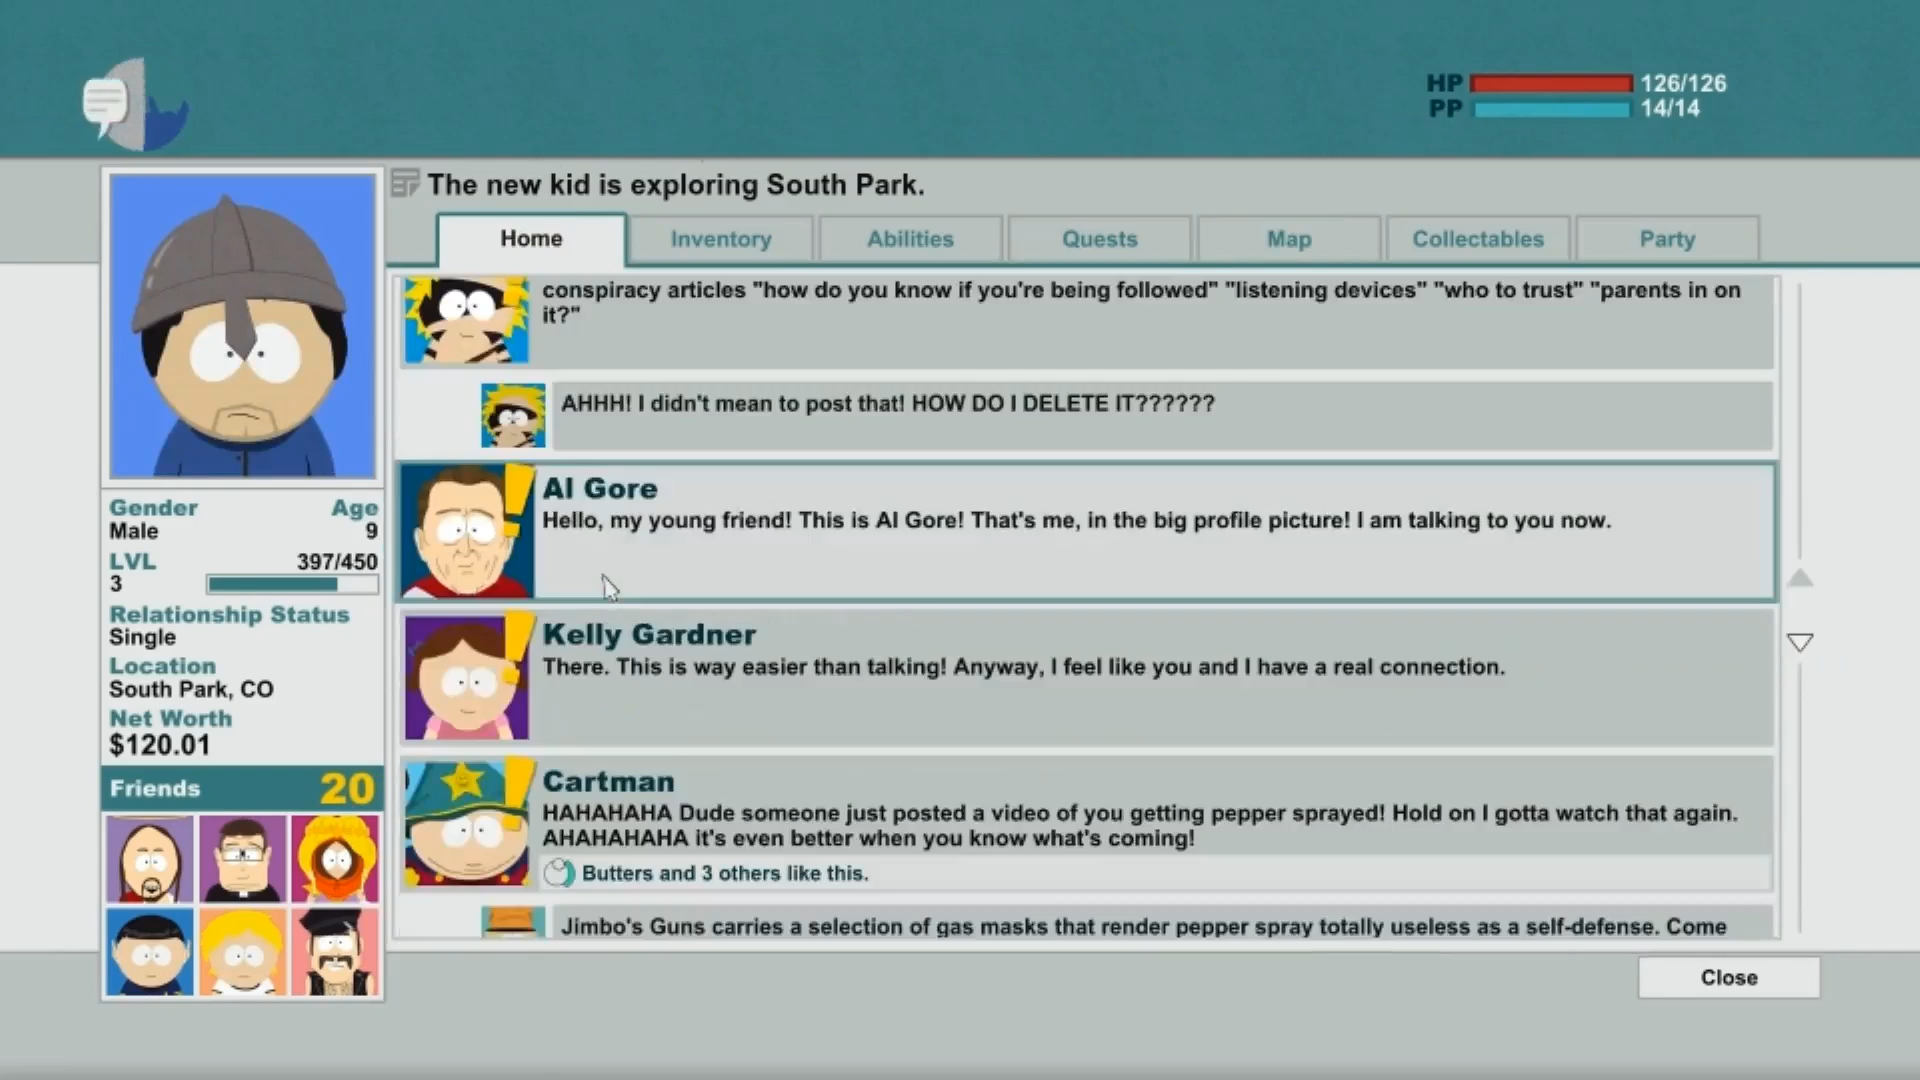 HP 126/126
PP 14/14
The new kid is exploring South Park.
Home Inventory Abilities Quests Map Collectables Party
conspiracy articles "how do you know if you're being followed" "listening devices" "who to trust" "parents in on
it?"
AHHH! I didn't mean to post that! HOW DO I DELETE IT??????
Al Gore
Hello, my young friend! This is Al Gore! That's me, in the big profile picture! I am talking to you now.
Kelly Gardner
There. This is way easier than talking! Anyway, I feel like you and I have a real connection.
Cartman
HAHAHAHA Dude someone just posted a video of you getting pepper sprayed! Hold on I gotta watch that again.
AHAHAHAHA it's even better when you know what's coming!
Butters and 3 others like this.
Jimbo's Guns carries a selection of gas masks that render pepper spray totally useless as a self-defense. Come
Gender Age
Male 9
LVL 397/450
3
Relationship Status
Single
Location
South Park, CO
Net Worth
$120.01
Friends 20
Close